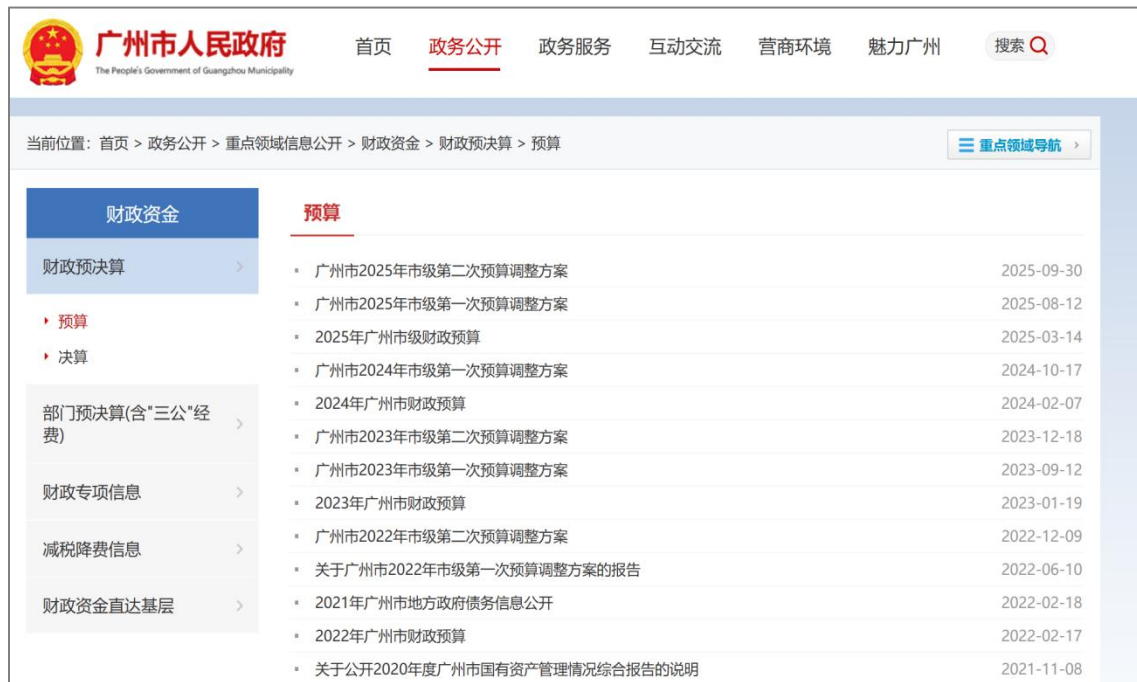 广州市人民政府
The People's Government of Guangzhou Municipality
首页 政务公开 政务服务 互动交流 营商环境 魅力广州 搜索
当前位置：首页 > 政务公开 > 重点领域信息公开 > 财政资金 > 财政预决算 > 预算
重点领域导航 >
财政资金
财政预决算 >
预算
决算
部门预决算(含"三公"经
费)
>
财政专项信息 >
减税降费信息 >
财政资金直达基层 >
预算
广州市2025年市级第二次预算调整方案 2025-09-30
广州市2025年市级第一次预算调整方案 2025-08-12
2025年广州市级财政预算 2025-03-14
广州市2024年市级第一次预算调整方案 2024-10-17
2024年广州市财政预算 2024-02-07
广州市2023年市级第二次预算调整方案 2023-12-18
广州市2023年市级第一次预算调整方案 2023-09-12
2023年广州市财政预算 2023-01-19
广州市2022年市级第二次预算调整方案 2022-12-09
关于广州市2022年市级第一次预算调整方案的报告 2022-06-10
2021年广州市地方政府债务信息公开 2022-02-18
2022年广州市财政预算 2022-02-17
关于公开2020年度广州市国有资产管理情况综合报告的说明 2021-11-08